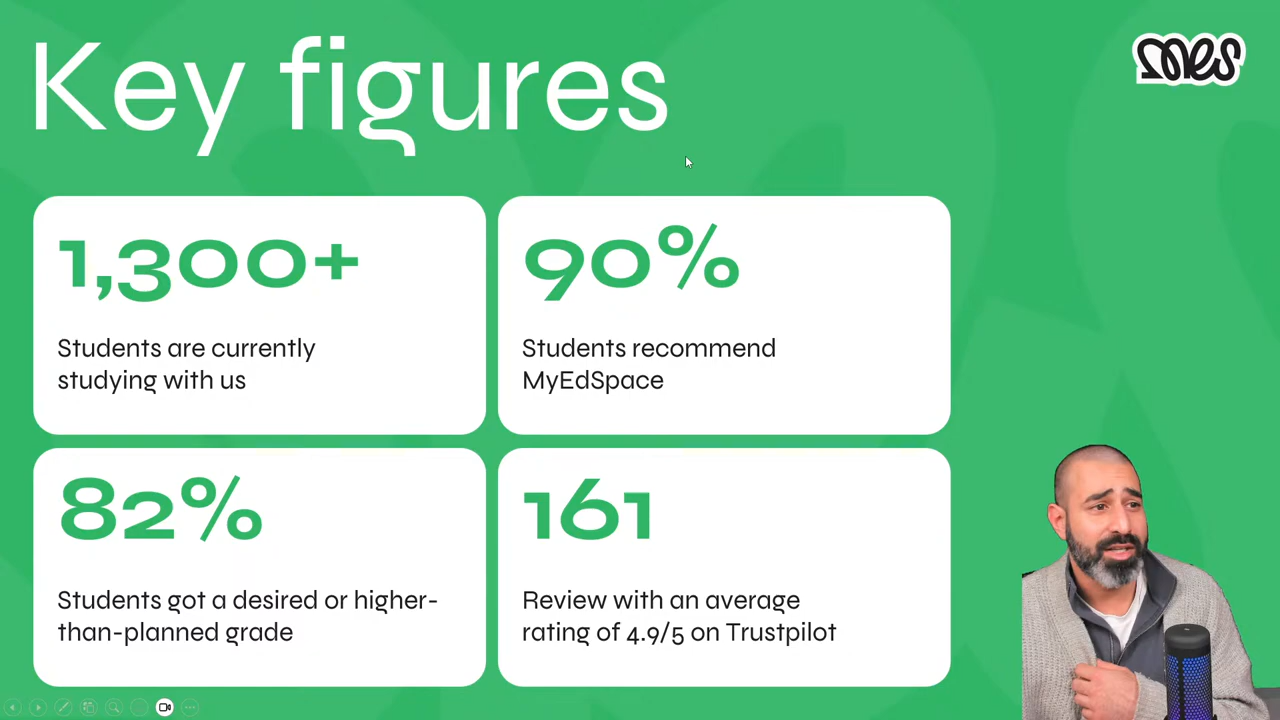 Key figures
mes
1,300+
Students are currently
studying with us
90%
Students recommend
MyEdSpace
82%
Students got a desired or higher-
than-planned grade
161
Review with an average
rating of 4.9/5 on Trustpilot